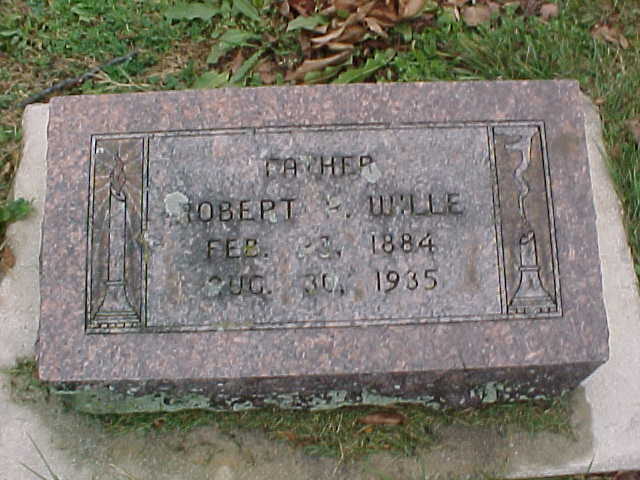 FATHER
ROBERT WILLE
FEB. 1884
AUG. 30, 1935